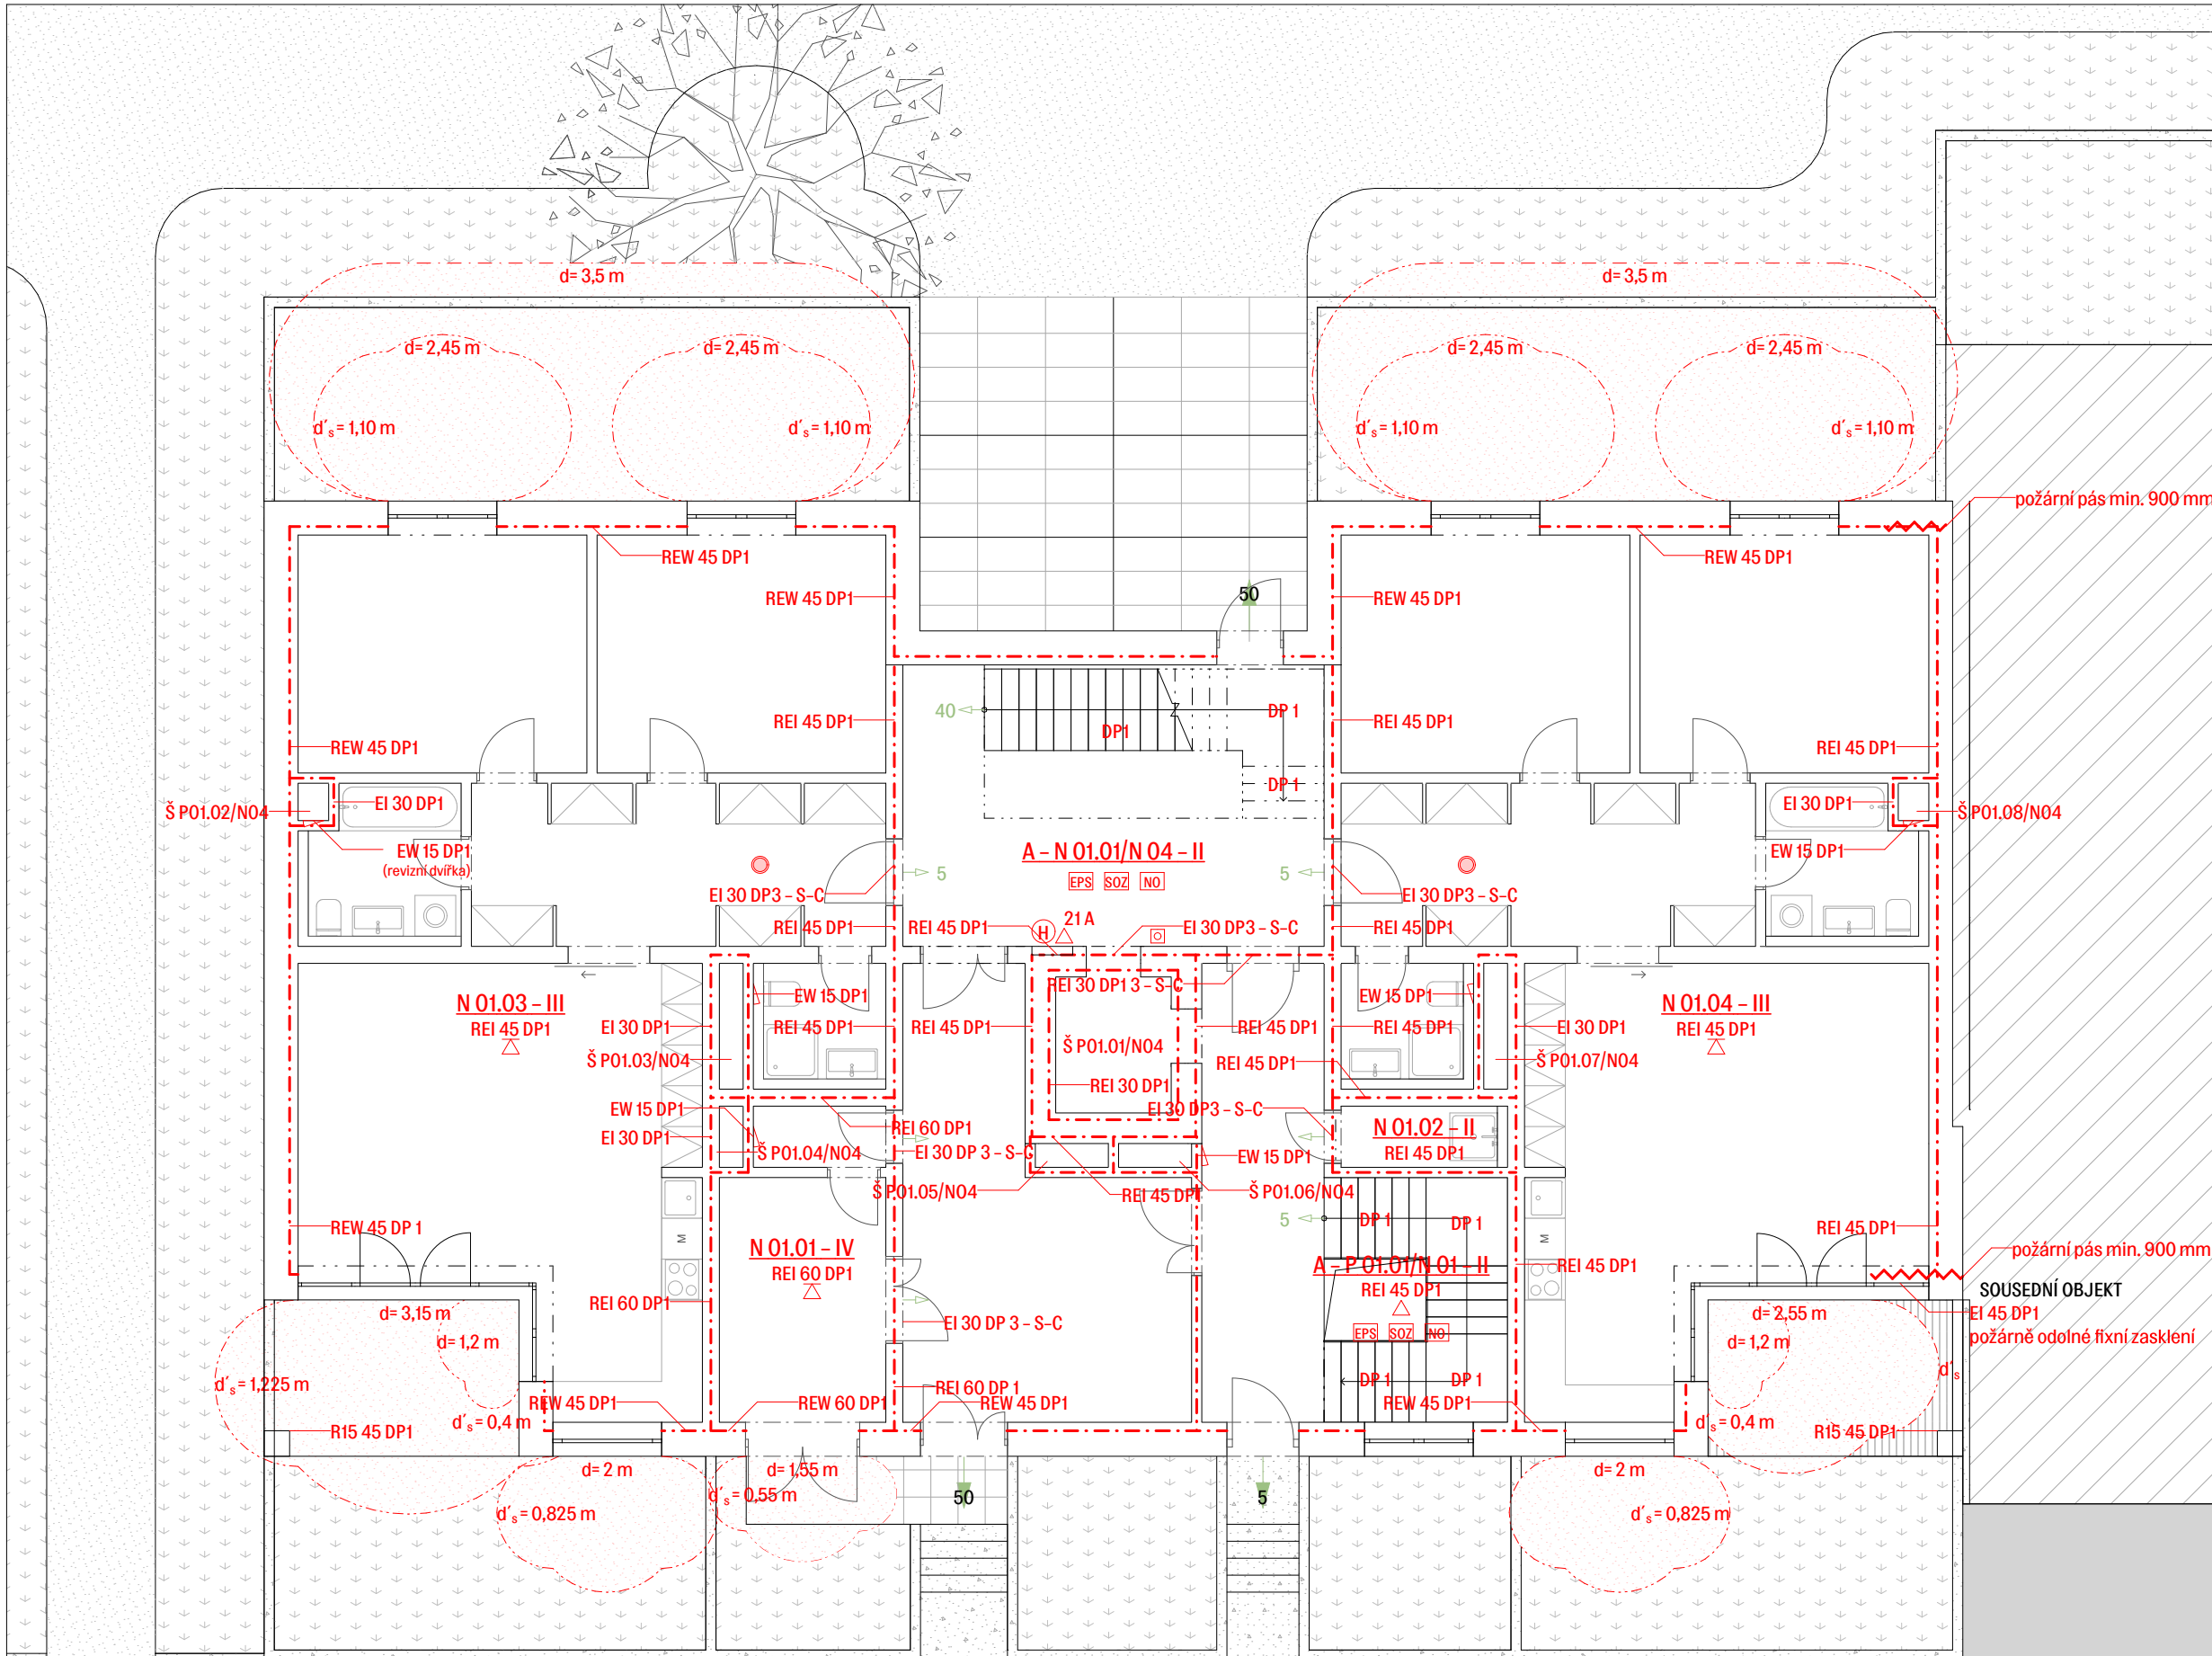 d= 3,5 m
d= 3,5 m
d= 2,45 m
d= 2,45 m
d= 2,45 m
d= 2,45 m
d´s = 1,10 m
d´s = 1,10 m
d´s = 1,10 m
d´s = 1,10 m
požární pás min. 900 mm
REW 45 DP1
REW 45 DP1
REW 45 DP1
50
REW 45 DP1
40
DP 1
REI 45 DP1
REI 45 DP1
DP1
REW 45 DP1
REI 45 DP1
DP 1
EI 30 DP1
EI 30 DP1
Š P01.02/N04
Š P01.08/N04
EW 15 DP1
(revizní dvířka)
A – N 01.01/N 04 – II
EW 15 DP1
EPS SOZ NO
5
5
EI 30 DP3 – S-C
EI 30 DP3 – S-C
21 A
H
REI 45 DP1
REI 45 DP1
EI 30 DP3 – S-C
REI 45 DP1
REI 30 DP1 3 – S-C
EW 15 DP1
EW 15 DP1
N 01.03 – III
REI 45 DP1
N 01.04 – III
REI 45 DP1
EI 30 DP1
REI 45 DP1
REI 45 DP1
REI 45 DP1
REI 45 DP1
EI 30 DP1
Š P01.03/N04
Š P01.01/N04
REI 45 DP1
Š P01.07/N04
REI 30 DP1
EW 15 DP1
EI 30 DP3 – S-C
REI 60 DP1
N 01.02 – II
REI 45 DP1
EI 30 DP1
Š P01.04/N04
EI 30 DP 3 – S-C
EW 15 DP1
Š P01.05/N04
REI 45 DP1
Š P01.06/N04
REW 45 DP 1
5
DP 1
DP 1
REI 45 DP1
M
M
N 01.01 – IV
REI 60 DP1
A – P 01.01/N 01 – II
REI 45 DP1
REI 45 DP1
požární pás min. 900 mm
SOUSEDNÍ OBJEKT
REI 60 DP1
EI 30 DP 3 – S-C
EPS SOZ NO
EI 45 DP1
požárně odolné fixní zasklení
d= 3,15 m
d= 1,2 m
d= 2,55 m
d= 1,2 m
d´s = 1,225 m
d´s
DP 1
DP 1
REI 60 DP 1
REW 45 DP1
REW 60 DP1
REW 45 DP1
REW 45 DP1
d´s = 0,4 m
d´s = 0,4 m
R15 45 DP1
R15 45 DP1
d= 2 m
d= 1,55 m
d= 2 m
d´s = 0,55 m
50
5
d´s = 0,825 m
d´s = 0,825 m